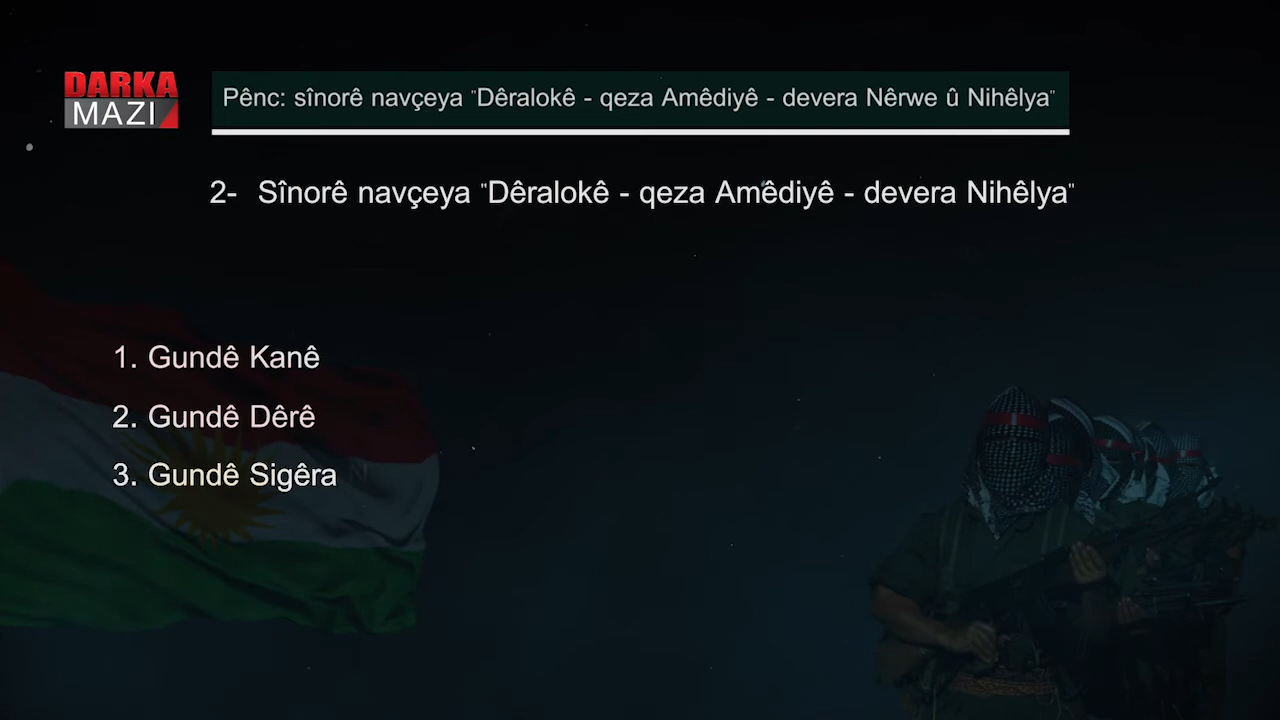 DARKA
MAZI
Pênc: sînorê navçeya "Dêralokê - qeza Amêdiyê - devera Nêrwe û Nihêlya"
2- Sînorê navçeya "Dêralokê - qeza Amêdiyê - devera Nihêlya"
1. Gundê Kanê
2. Gundê Dêrê
3. Gundê Sigêra